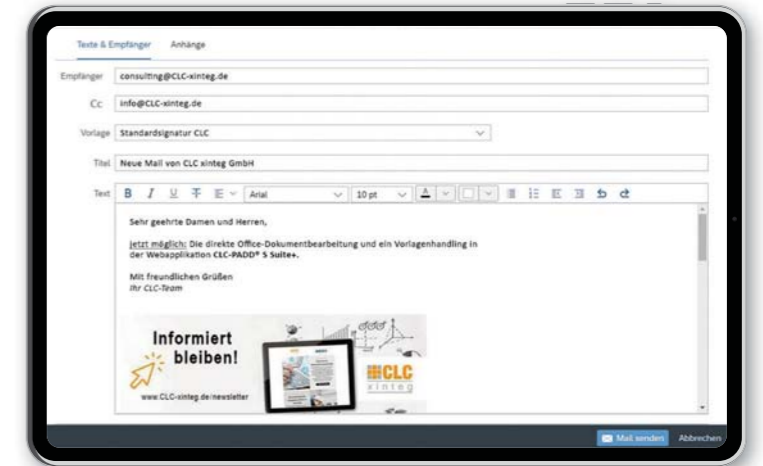 Texte & Empfänger Anhänge
Empfänger consulting@CLC-xinteg.de
Cc info@CLC-xinteg.de
Vorlage Standardsignatur CLC
Titel Neue Mail von CLC xinteg GmbH
Text B I U T E Arial 10 pt A
Sehr geehrte Damen und Herren,
jetzt möglich: Die direkte Office-Dokumentbearbeitung und ein Vorlagenhandling in
der Webapplikation CLC-PADD® 5 Suite+.
Mit freundlichen Grüßen
Ihr CLC-Team
Informiert
bleiben!
www.CLC-xinteg.de/newsletter
CLC
xinteg
Mail senden Abbrechen